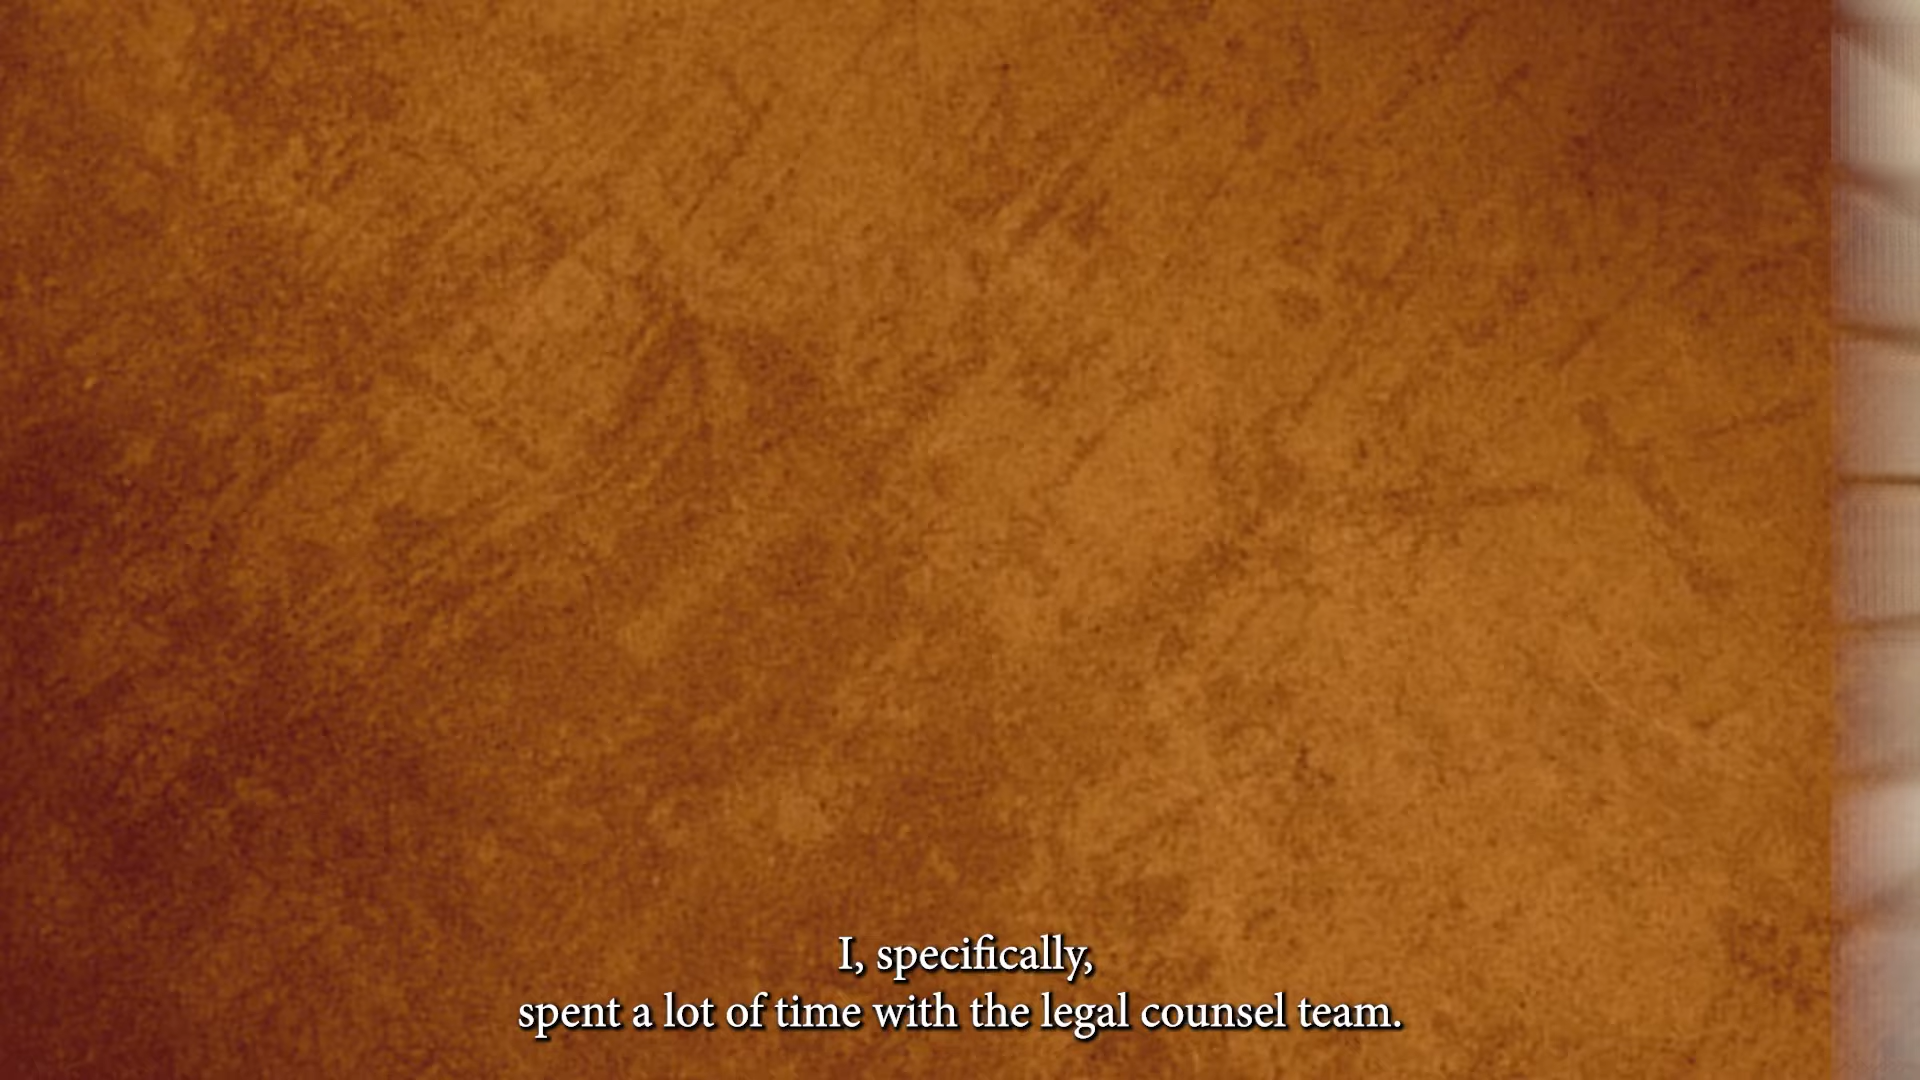 I, specifically,
spent a lot of time with the legal counsel team.